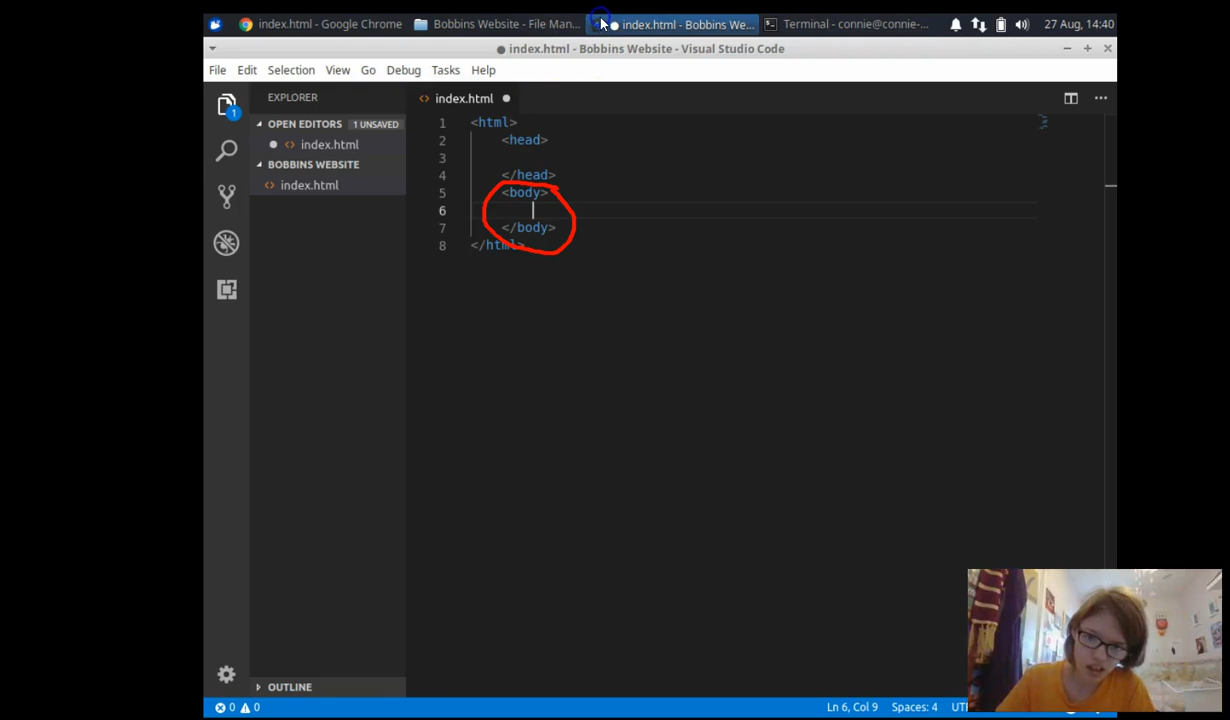 index.html - Google Chrome
Bobbins Website - File Man...
index.html - Bobbins We...
Terminal - connie@connie-...
27 Aug, 14:40
index.html - Bobbins Website - Visual Studio Code
File Edit Selection View Go Debug Tasks Help
EXPLORER
OPEN EDITORS 1 UNSAVED
index.html
BOBBINS WEBSITE
index.html
OUTLINE
1
index.html
1 <html>
2 <head>
3
4 </head>
5 <body>
6
7 </body>
8 </html>
0 0
Ln 6, Col 9 Spaces: 4